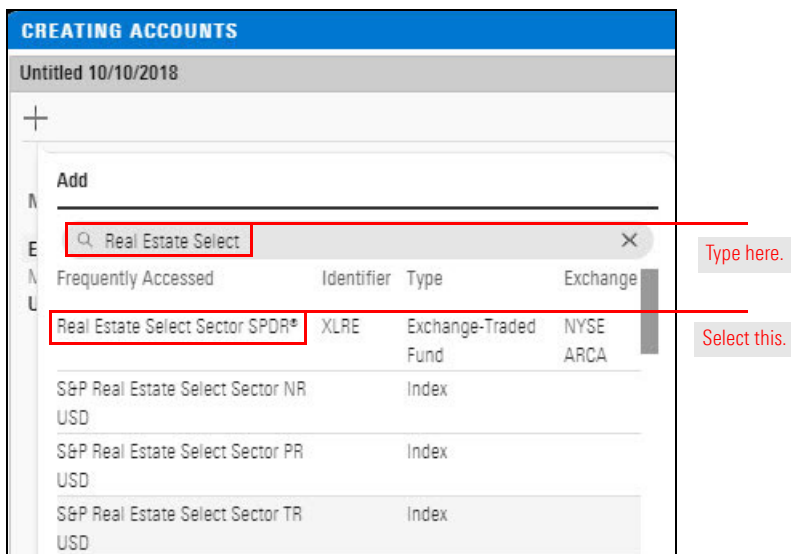 CREATING ACCOUNTS
Untitled 10/10/2018
Add
N
Real Estate Select
Type here.
E
N
Frequently Accessed Identifier Type Exchange
U
Real Estate Select Sector SPDR® XLRE Exchange-Traded NYSE
Fund ARCA
Select this.
S&P Real Estate Select Sector NR Index
USD
S&P Real Estate Select Sector PR Index
USD
S&P Real Estate Select Sector TR Index
USD